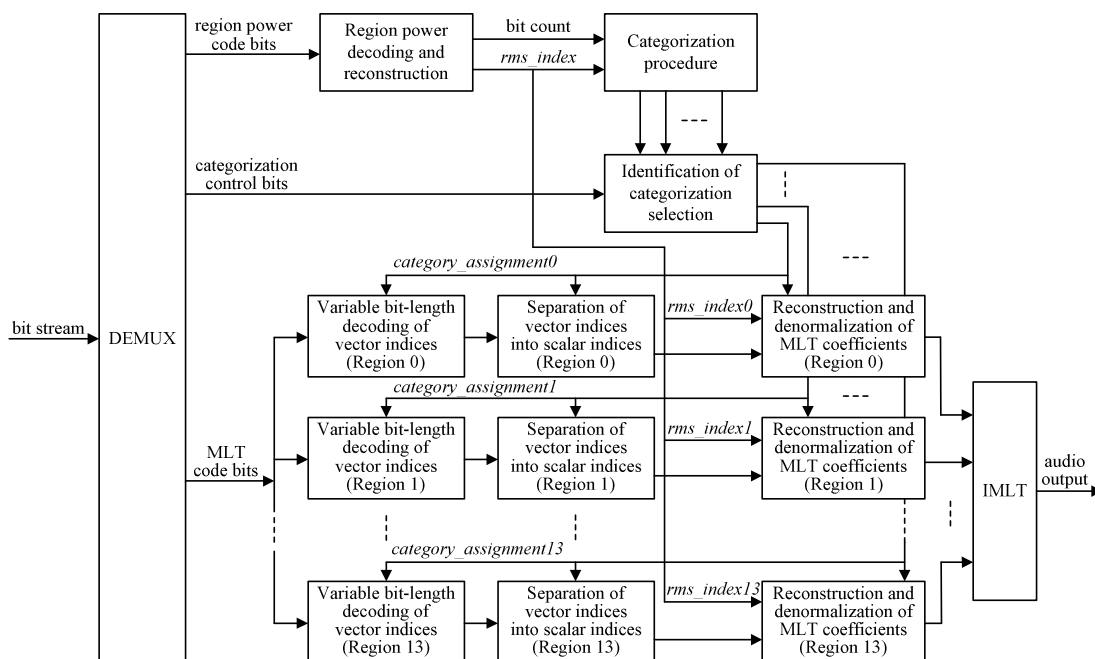 region power
code bits
Region power
decoding and
reconstruction
bit count
rms_index
Categorization
procedure
categorization
control bits
Identification of
categorization
selection
category_assignment0
bit stream
DEMUX
Variable bit-length
decoding of
vector indices
(Region 0)
Separation of
vector indices
into scalar indices
(Region 0)
rms_index0
Reconstruction and
denormalization of
MLT coefficients
(Region 0)
category_assignment1
MLT
code bits
Variable bit-length
decoding of
vector indices
(Region 1)
Separation of
vector indices
into scalar indices
(Region 1)
rms_index1
Reconstruction and
denormalization of
MLT coefficients
(Region 1)
IMLT
audio
output
category_assignment13
Variable bit-length
decoding of
vector indices
(Region 13)
Separation of
vector indices
into scalar indices
(Region 13)
rms_index13
Reconstruction and
denormalization of
MLT coefficients
(Region 13)